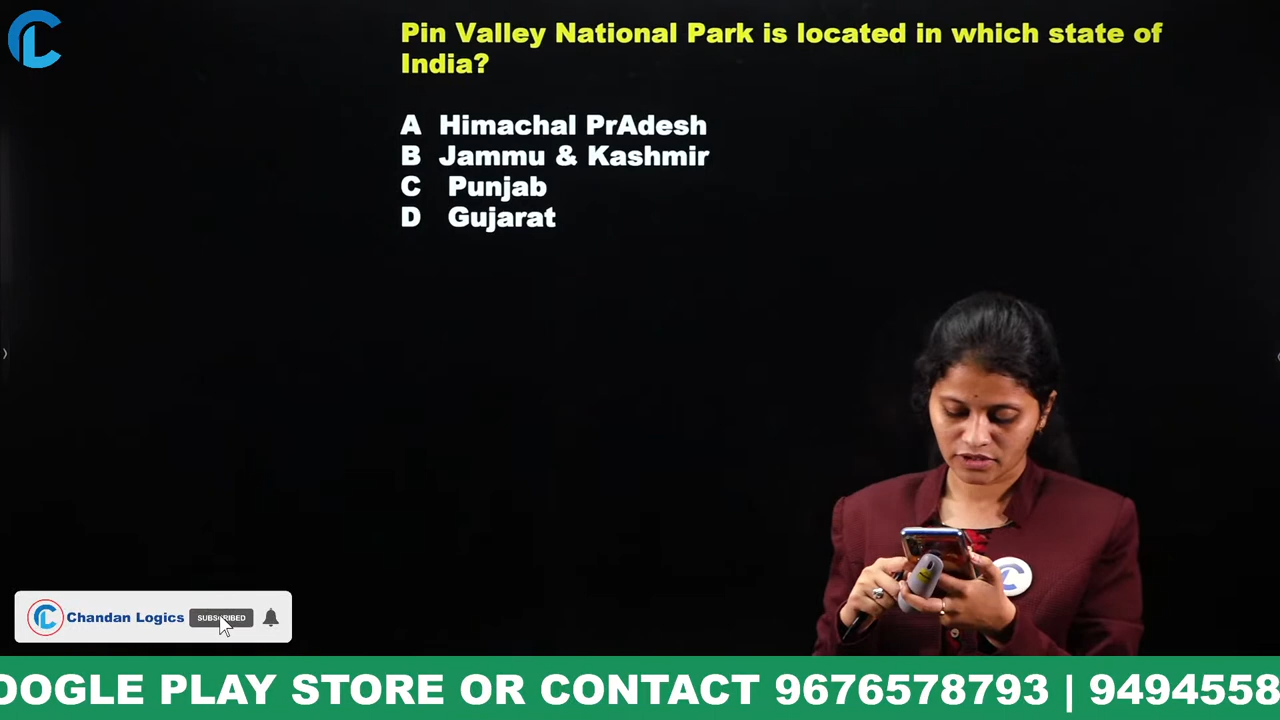 Pin Valley National Park is located in which state of
India?
A Himachal PrAdesh
B Jammu & Kashmir
C Punjab
D Gujarat
Chandan Logics SUBSCRIBED
OOGLE PLAY STORE OR CONTACT 9676578793 | 9494558